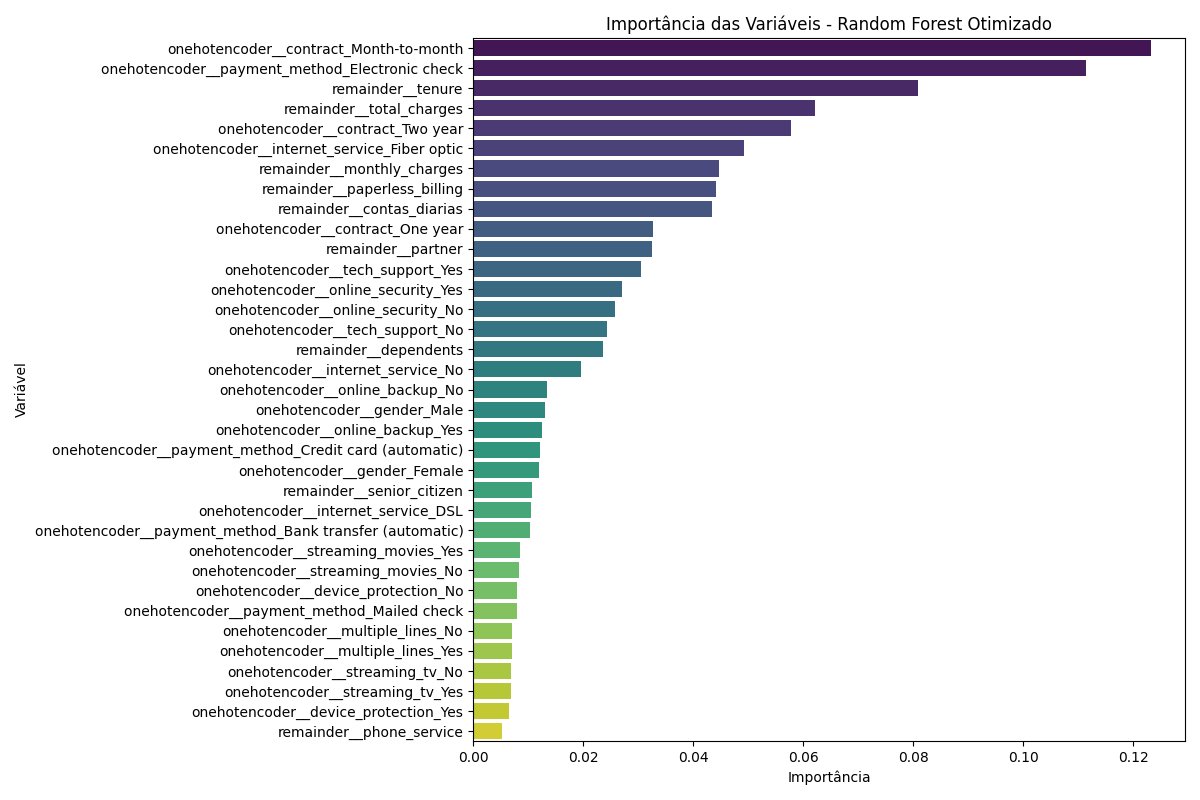 Importância das Variáveis - Random Forest Otimizado
onehotencoder__contract_Month-to-month
onehotencoder__payment_method_Electronic check
remainder__tenure
remainder__total_charges
onehotencoder__contract_Two year
onehotencoder__internet_service_Fiber optic
remainder__monthly_charges
remainder__paperless_billing
remainder__contas_diarias
onehotencoder__contract_One year
remainder__partner
onehotencoder__tech_support_Yes
onehotencoder__online_security_Yes
onehotencoder__online_security_No
onehotencoder__tech_support_No
remainder__dependents
onehotencoder__internet_service_No
onehotencoder__online_backup_No
onehotencoder__gender_Male
onehotencoder__online_backup_Yes
onehotencoder__payment_method_Credit card (automatic)
onehotencoder__gender_Female
remainder__senior_citizen
onehotencoder__internet_service_DSL
onehotencoder__payment_method_Bank transfer (automatic)
onehotencoder__streaming_movies_Yes
onehotencoder__streaming_movies_No
onehotencoder__device_protection_No
onehotencoder__payment_method_Mailed check
onehotencoder__multiple_lines_No
onehotencoder__multiple_lines_Yes
onehotencoder__streaming_tv_No
onehotencoder__streaming_tv_Yes
onehotencoder__device_protection_Yes
remainder__phone_service
Variável
0.00 0.02 0.04 0.06 0.08 0.10 0.12
Importância